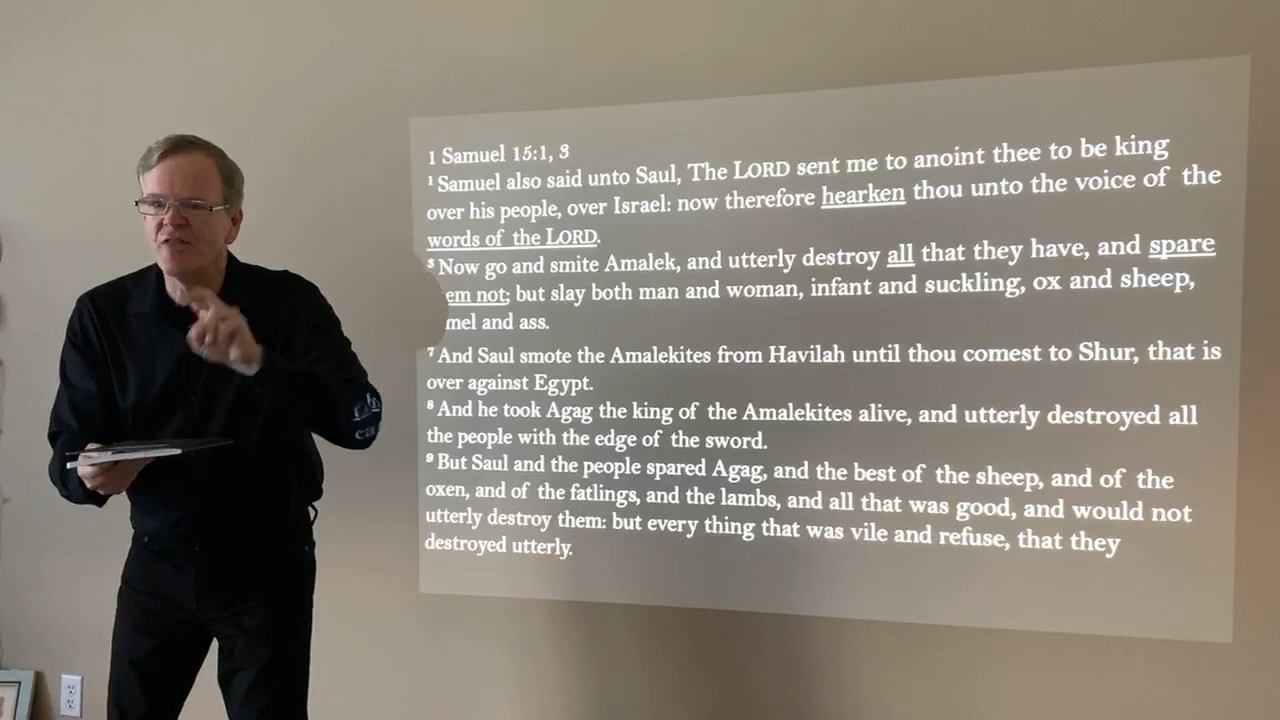 1 Samuel 15:1, 3
1 Samuel also said unto Saul, The LORD sent me to anoint thee to be king
over his people, over Israel: now therefore hearken thou unto the voice of the
words of the LORD.
3 Now go and smite Amalek, and utterly destroy all that they have, and spare
em not; but slay both man and woman, infant and suckling, ox and sheep,
mel and ass.
7 And Saul smote the Amalekites from Havilah until thou comest to Shur, that is
over against Egypt.
8 And he took Agag the king of the Amalekites alive, and utterly destroyed all
the people with the edge of the sword.
9 But Saul and the people spared Agag, and the best of the sheep, and of the
oxen, and of the fatlings, and the lambs, and all that was good, and would not
utterly destroy them: but every thing that was vile and refuse, that they
destroyed utterly.